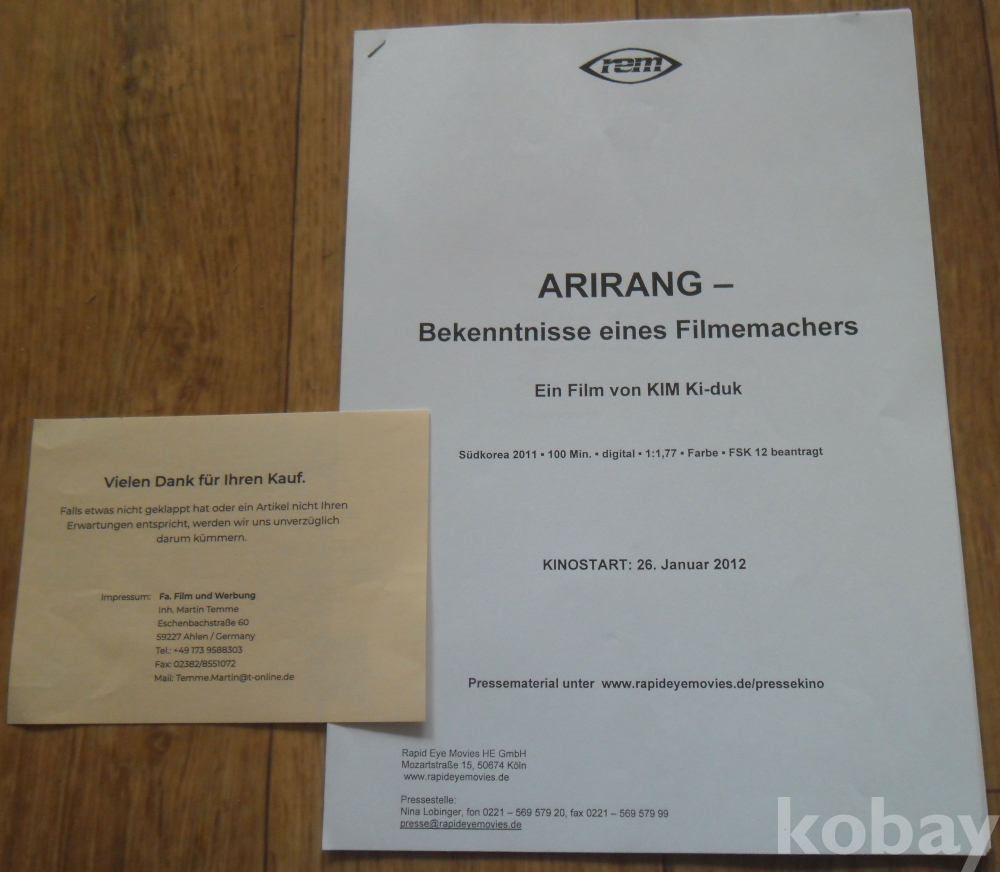 rem
ARIRANG –
Bekenntnisse eines Filmemachers
Ein Film von KIM Ki-duk
Südkorea 2011 ▪ 100 Min. ▪ digital ▪ 1:1,77 ▪ Farbe ▪ FSK 12 beantragt
KINOSTART: 26. Januar 2012
Pressematerial unter www.rapideyemovies.de/pressekino
Rapid Eye Movies HE GmbH
Mozartstraße 15, 50674 Köln
www.rapideyemovies.de
Pressestelle:
Nina Lobinger, fon 0221 – 569 579 20, fax 0221 – 569 579 99
presse@rapideyemovies.de
Vielen Dank für Ihren Kauf.
Falls etwas nicht geklappt hat oder ein Artikel nicht Ihren
Erwartungen entspricht, werden wir uns unverzüglich
darum kümmern.
Impressum: Fa. Film und Werbung
Inh. Martin Temme
Eschenbachstraße 60
59227 Ahlen / Germany
Tel.: +49 173 9588303
Fax: 02382/8551072
Mail: Temme.Martin@t-online.de
kobay